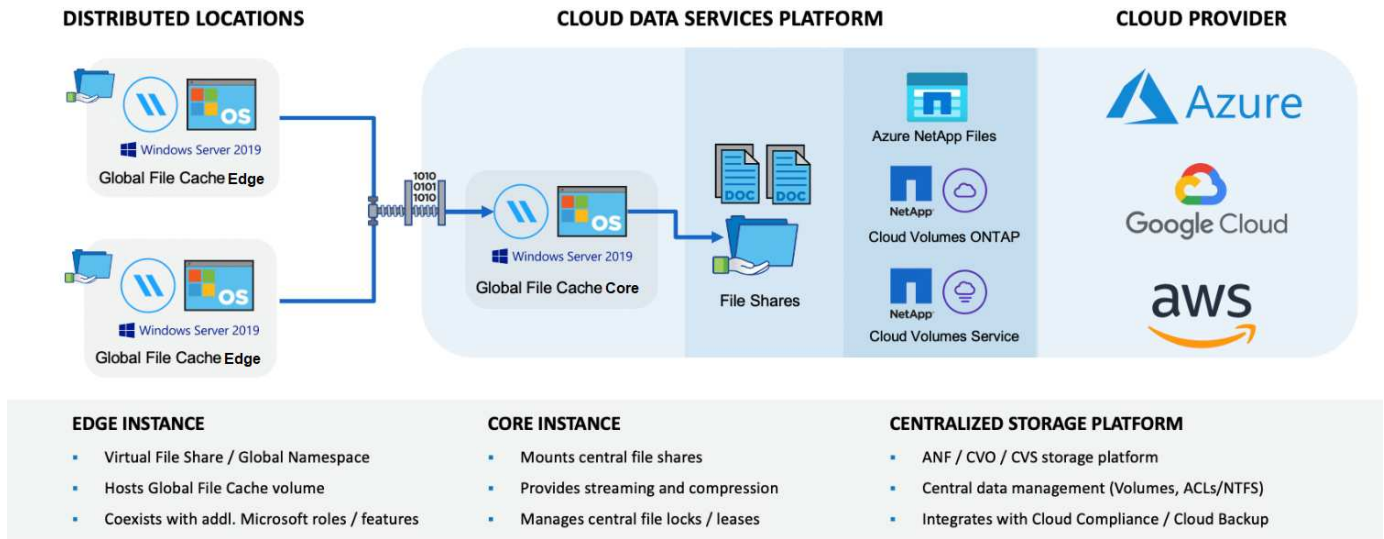 DISTRIBUTED LOCATIONS
CLOUD DATA SERVICES PLATFORM
CLOUD PROVIDER
OS
Windows Server 2019
Global File Cache Edge
OS
Windows Server 2019
Global File Cache Edge
1010
0101
1010
OS
Windows Server 2019
Global File Cache Core
DOC
DOC
File Shares
Azure NetApp Files
NetApp
Cloud Volumes ONTAP
NetApp
Cloud Volumes Service
Azure
Google Cloud
aws
EDGE INSTANCE
▪ Virtual File Share / Global Namespace
▪ Hosts Global File Cache volume
▪ Coexists with addl. Microsoft roles / features
CORE INSTANCE
▪ Mounts central file shares
▪ Provides streaming and compression
▪ Manages central file locks / leases
CENTRALIZED STORAGE PLATFORM
▪ ANF / CVO / CVS storage platform
▪ Central data management (Volumes, ACLs/NTFS)
▪ Integrates with Cloud Compliance / Cloud Backup